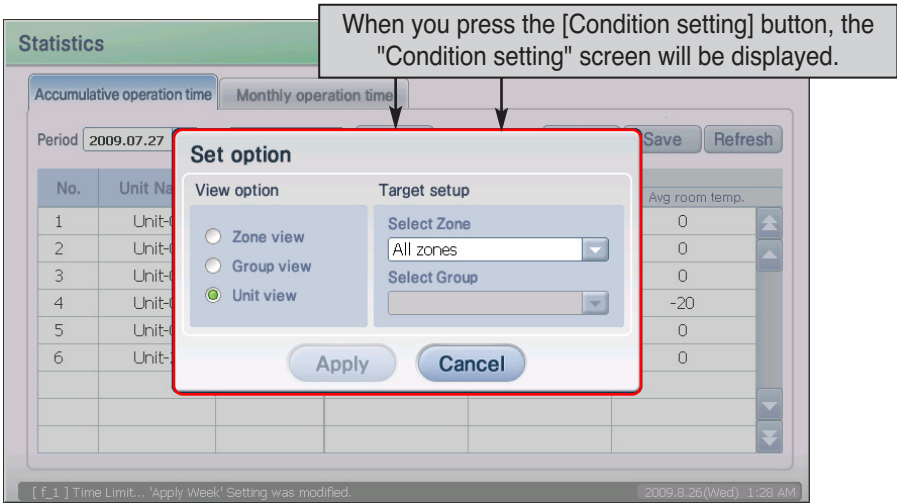 When you press the [Condition setting] button, the
"Condition setting" screen will be displayed.
Statistics
Accumulative operation time Monthly operation time
Period 2009.07.27 Save Refresh
No. Unit Avg room temp.
Set option
View option Target setup
Zone view
Group view
Unit view
Select Zone
All zones
Select Group
Apply Cancel
1 0
2 0
3 0
4 -20
5 0
6 0
[ f_1 ] Time Limit... 'Apply Week' Setting was modified. 2009.8.26(Wed) 1:28 AM